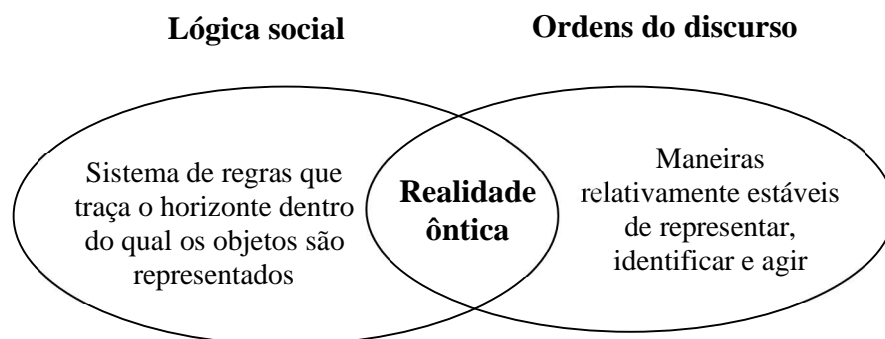 Lógica social
Ordens do discurso
Sistema de regras que
traça o horizonte dentro
do qual os objetos são
representados
Realidade
ôntica
Maneiras
relativamente estáveis
de representar,
identificar e agir